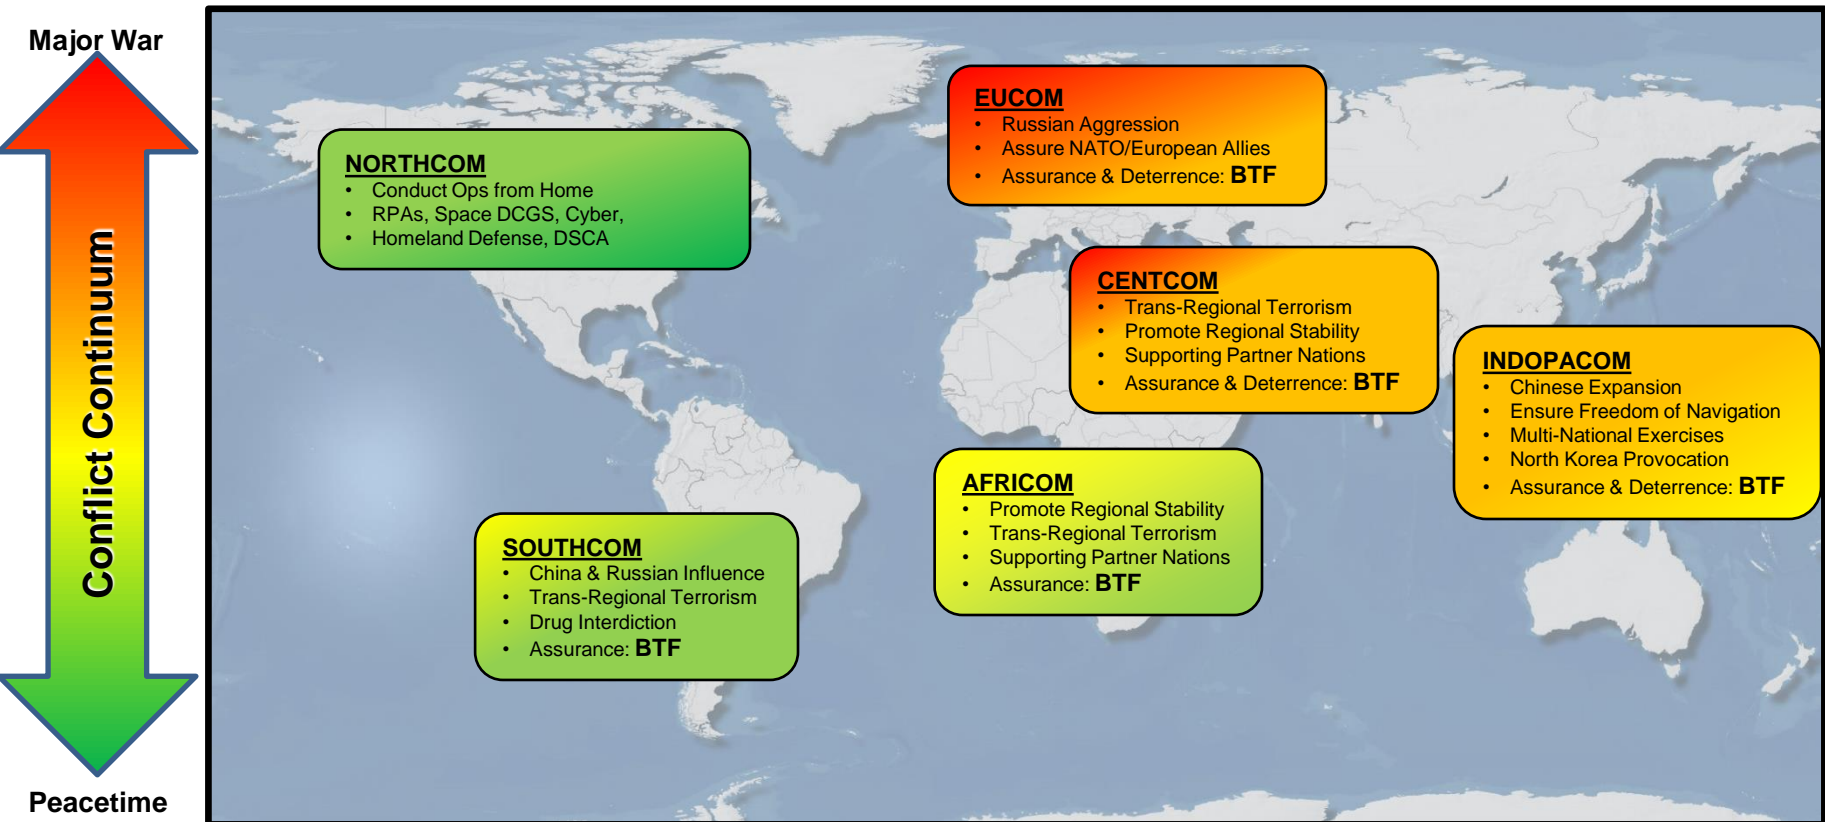 Major War
Conflict Continuum
Peacetime
NORTHCOM
• Conduct Ops from Home
• RPAs, Space DCGS, Cyber,
• Homeland Defense, DSCA
EUCOM
• Russian Aggression
• Assure NATO/European Allies
• Assurance & Deterrence: BTF
CENTCOM
• Trans-Regional Terrorism
• Promote Regional Stability
• Supporting Partner Nations
• Assurance & Deterrence: BTF
INDOPACOM
• Chinese Expansion
• Ensure Freedom of Navigation
• Multi-National Exercises
• North Korea Provocation
• Assurance & Deterrence: BTF
AFRICOM
• Promote Regional Stability
• Trans-Regional Terrorism
• Supporting Partner Nations
• Assurance: BTF
SOUTHCOM
• China & Russian Influence
• Trans-Regional Terrorism
• Drug Interdiction
• Assurance: BTF